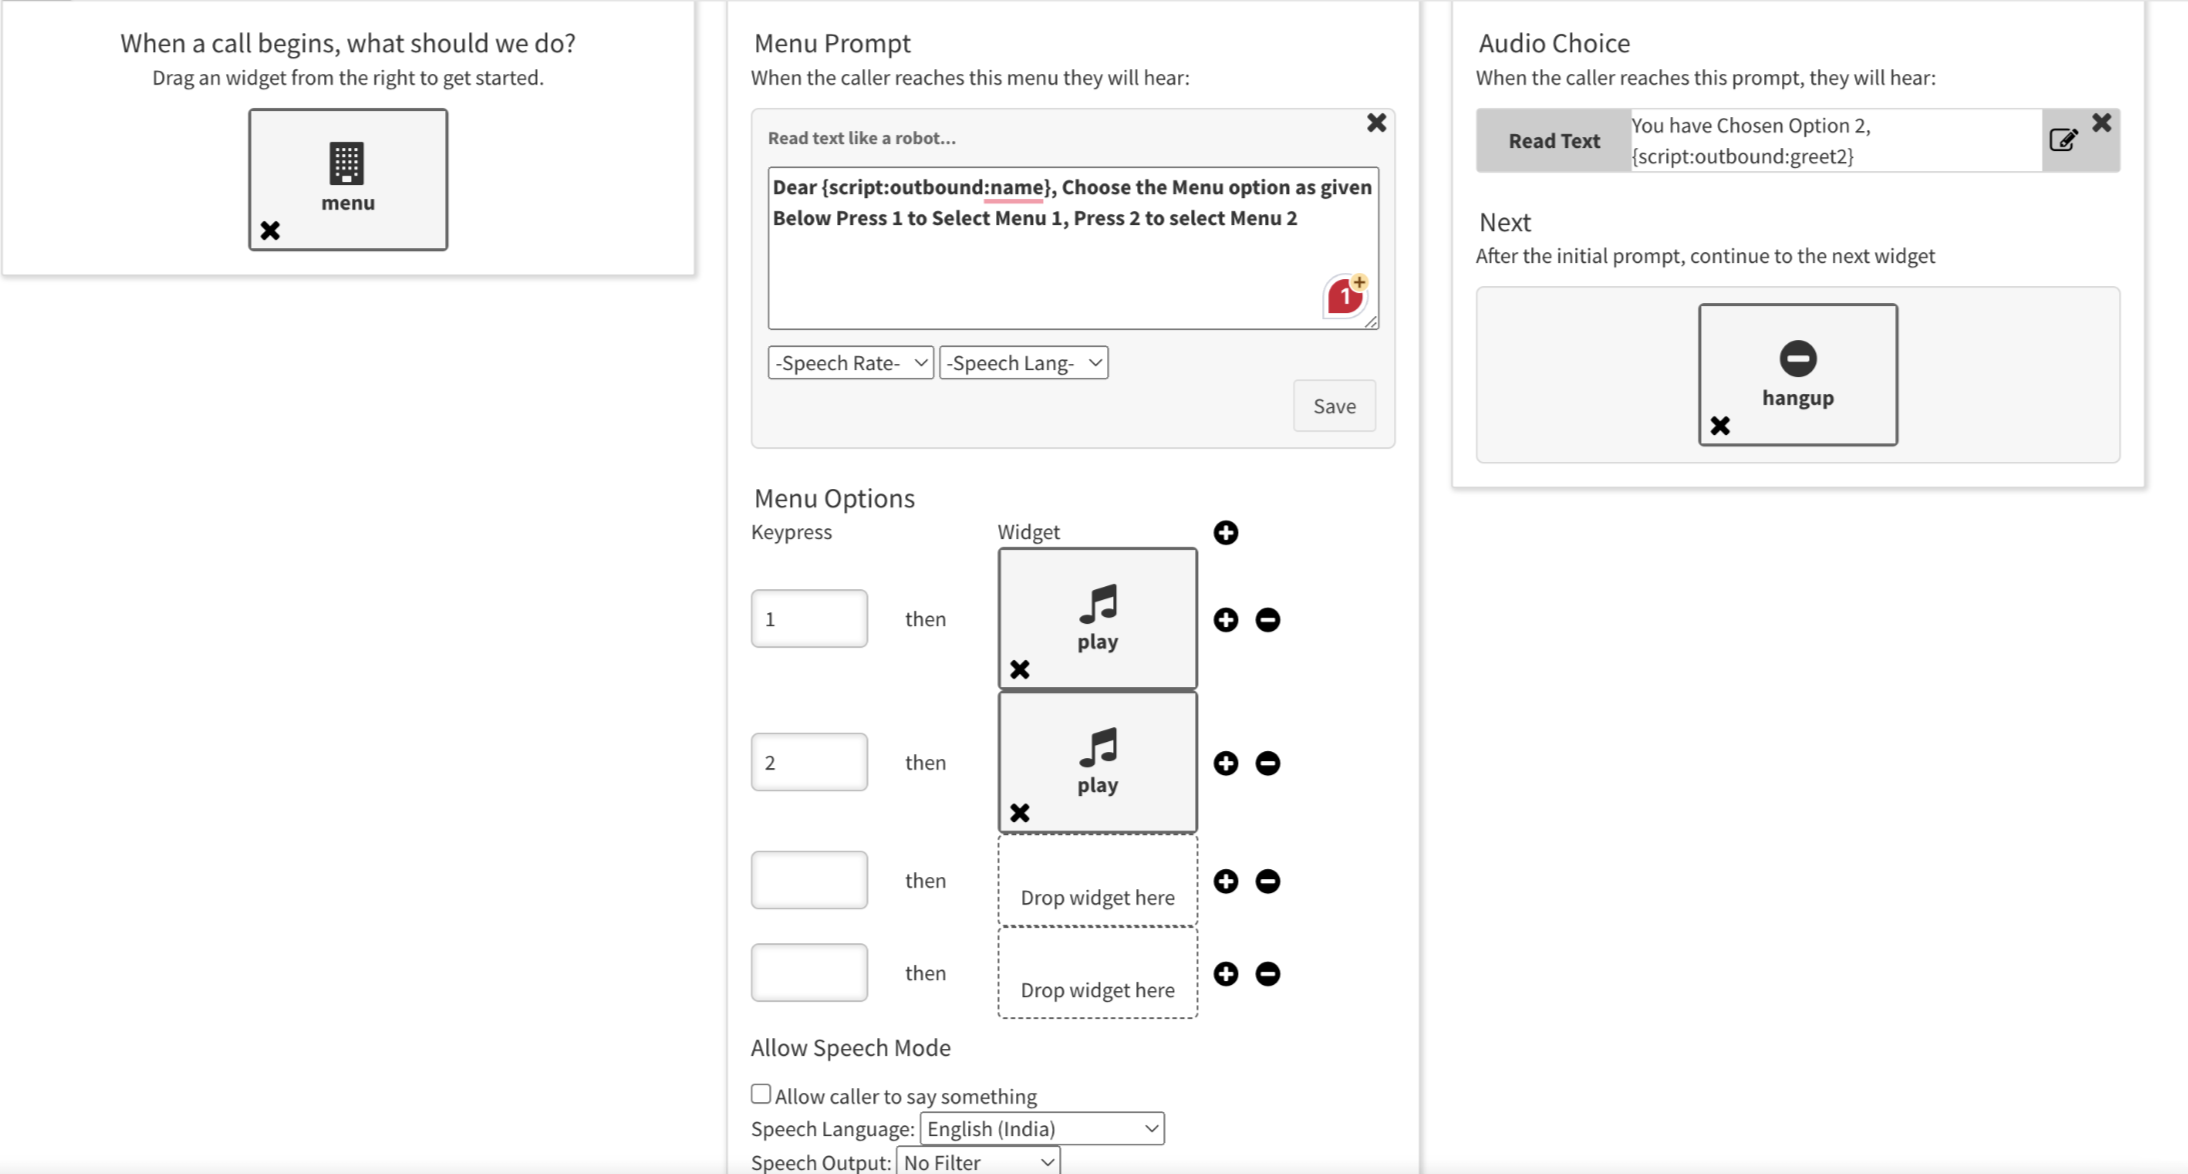 When a call begins, what should we do?
Drag an widget from the right to get started.
menu
Menu Prompt
When the caller reaches this menu they will hear:
Read text like a robot...
Dear {script:outbound:name}, Choose the Menu option as given
Below Press 1 to Select Menu 1, Press 2 to select Menu 2
1
-Speech Rate-
-Speech Lang-
Save
Menu Options
Keypress
Widget
1
then
play
2
then
play
then
Drop widget here
then
Drop widget here
Allow Speech Mode
Allow caller to say something
Speech Language: English (India)
Speech Output: No Filter
Audio Choice
When the caller reaches this prompt, they will hear:
Read Text
You have Chosen Option 2,
{script:outbound:greet2}
Next
After the initial prompt, continue to the next widget
hangup